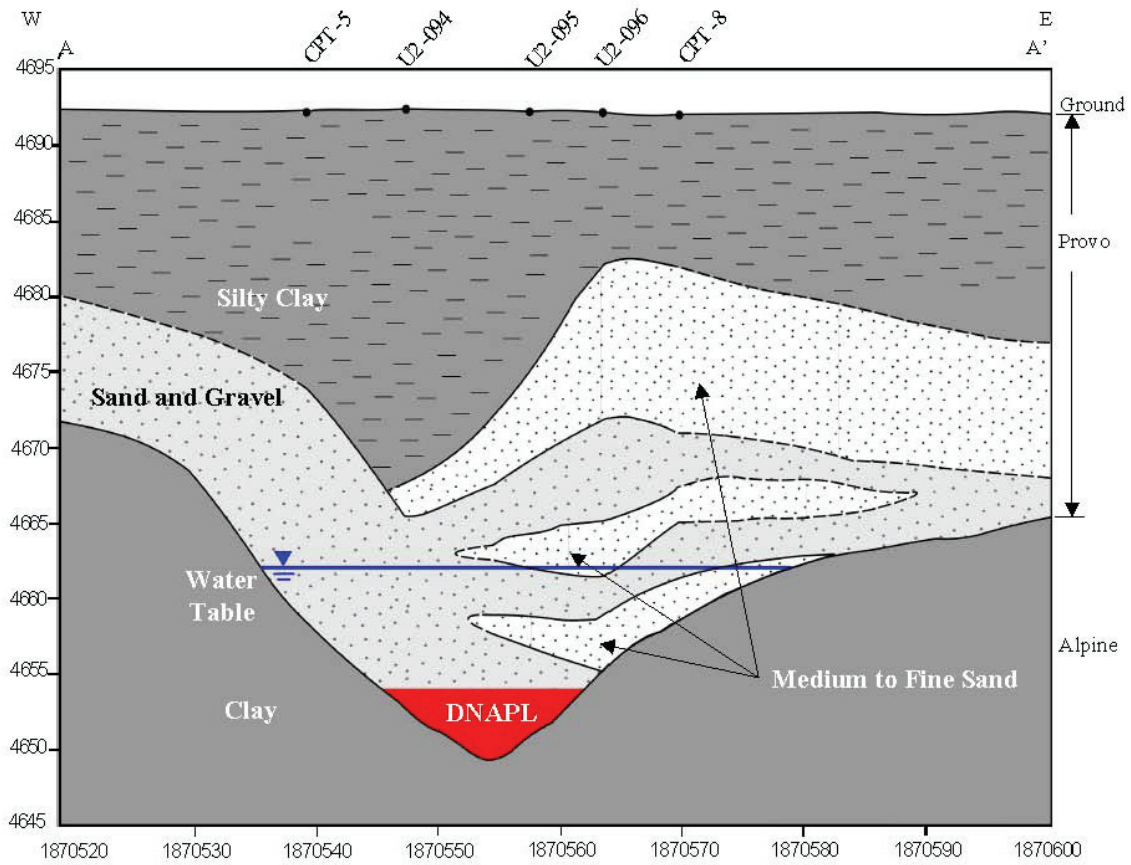 W
E
A
CPT-5
U2-094
U2-095
U2-096
CPT-8
A'
4695
Ground
4690
4685
Provo
4680
Silty Clay
4675
Sand and Gravel
4670
4665
Water
Table
4660
4655
Alpine
Medium to Fine Sand
Clay
DNAPL
4650
4645
1870520
1870530
1870540
1870550
1870560
1870570
1870580
1870590
1870600